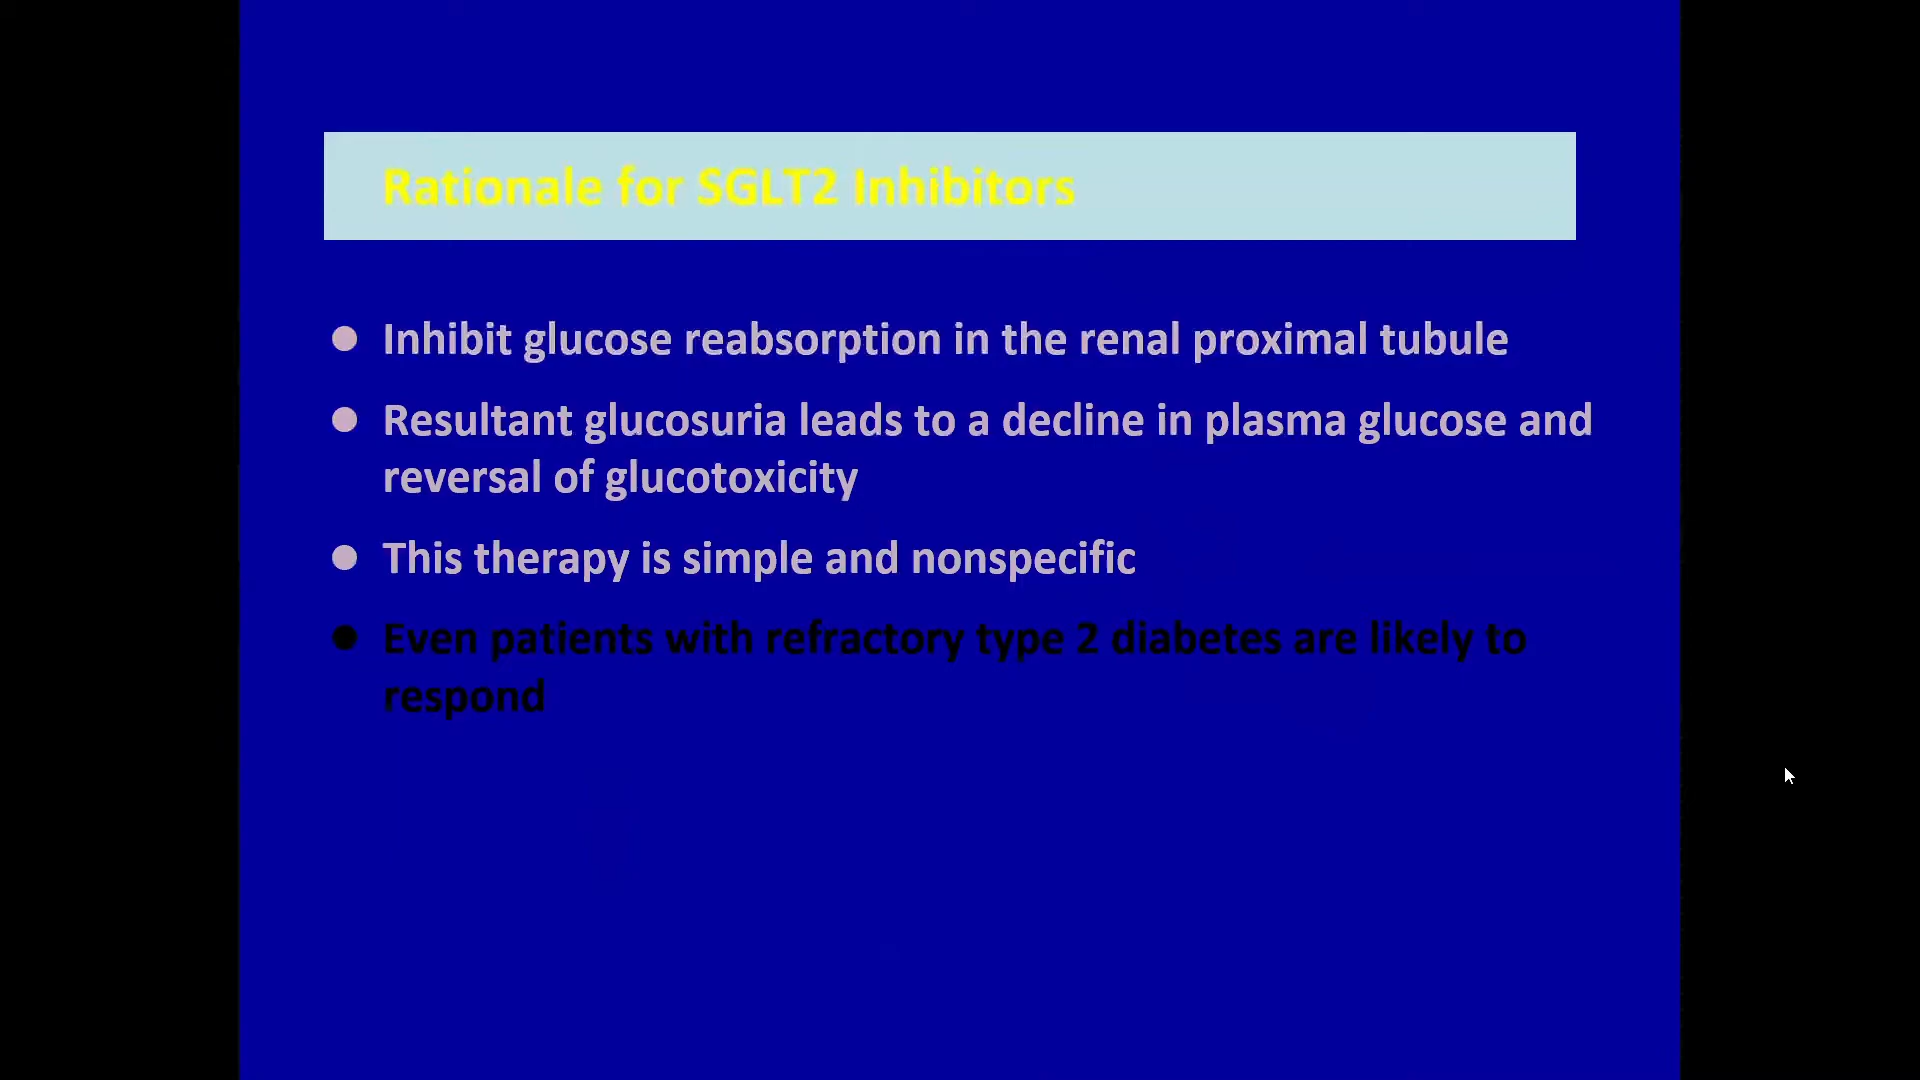 Rationale for SGLT2 Inhibitors
● Inhibit glucose reabsorption in the renal proximal tubule
● Resultant glucosuria leads to a decline in plasma glucose and
reversal of glucotoxicity
● This therapy is simple and nonspecific
● Even patients with refractory type 2 diabetes are likely to
respond